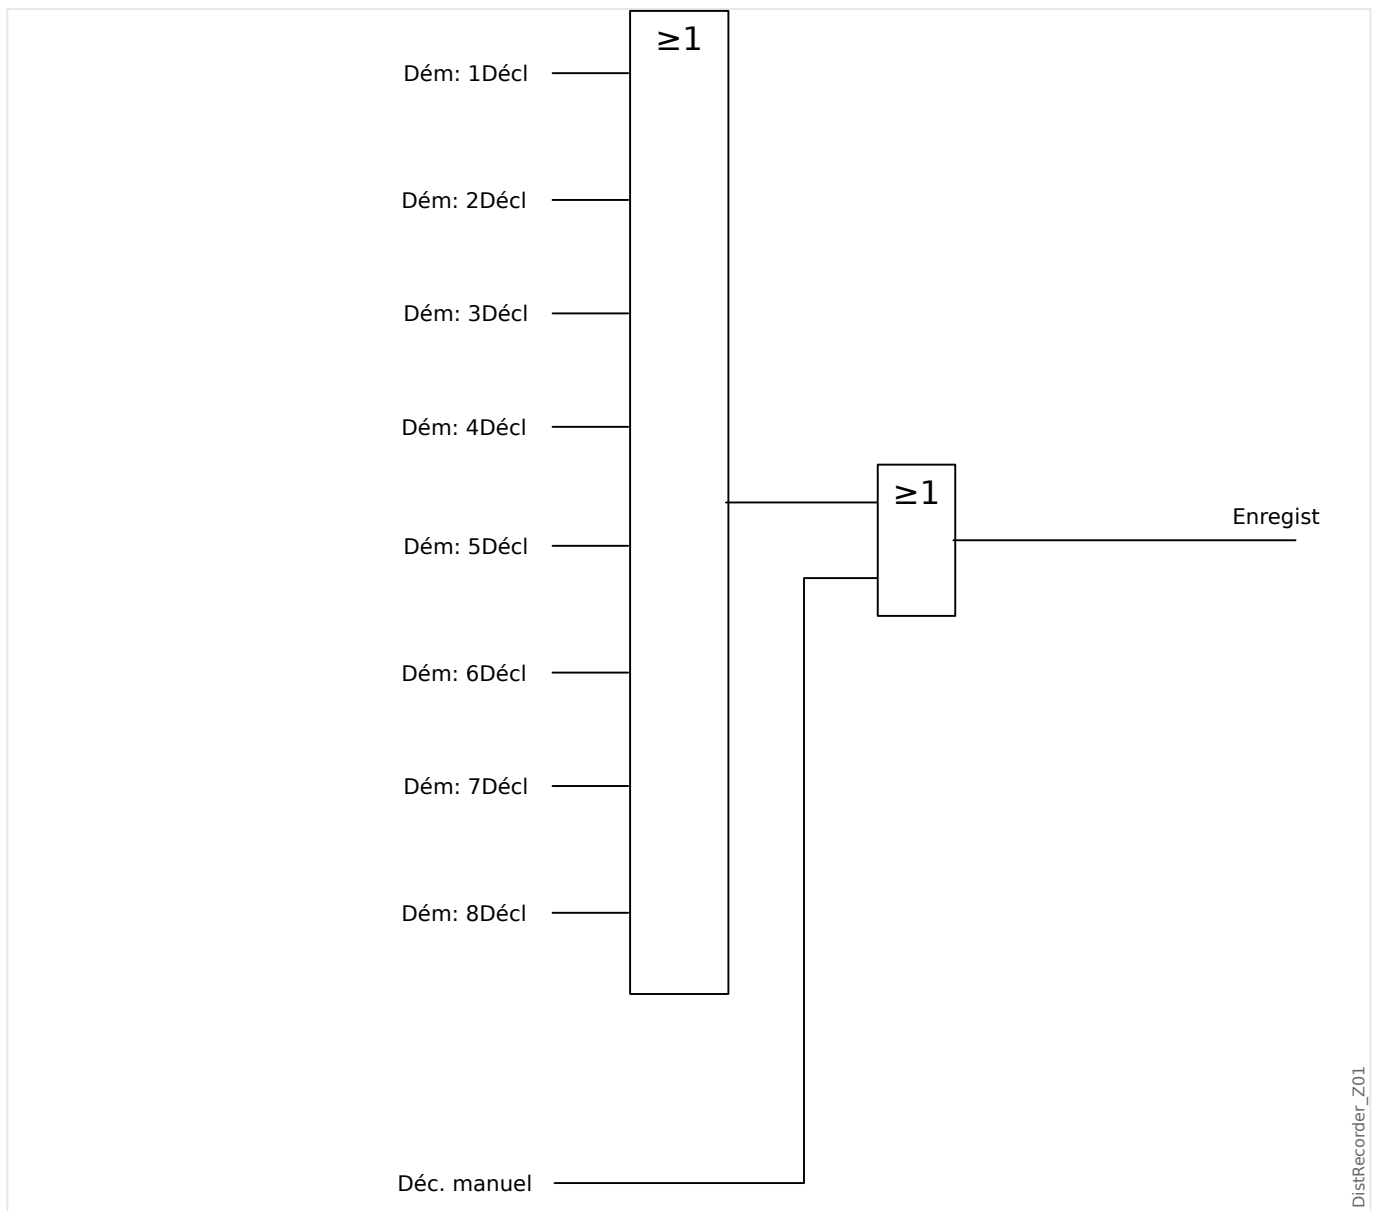 ≥1
Dém: 1Décl
Dém: 2Décl
Dém: 3Décl
Dém: 4Décl
≥1
Enregist
Dém: 5Décl
Dém: 6Décl
Dém: 7Décl
Dém: 8Décl
Déc. manuel
DistRecorder_Z01